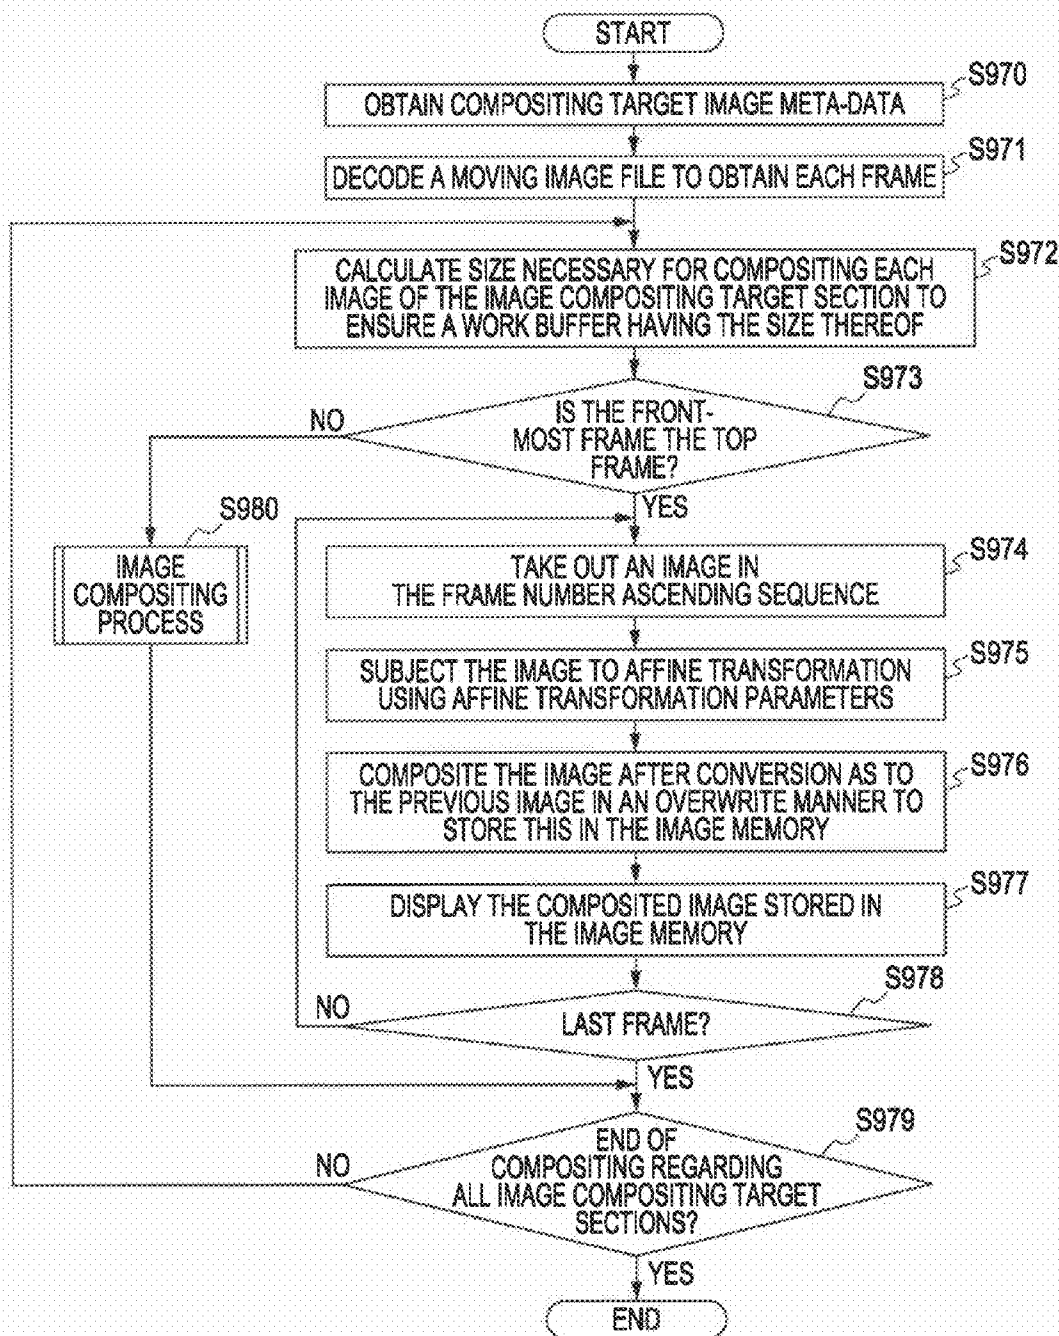 START
S970
OBTAIN COMPOSITING TARGET IMAGE META-DATA
S971
DECODE A MOVING IMAGE FILE TO OBTAIN EACH FRAME
S972
CALCULATE SIZE NECESSARY FOR COMPOSITING EACH
IMAGE OF THE IMAGE COMPOSITING TARGET SECTION TO
ENSURE A WORK BUFFER HAVING THE SIZE THEREOF
S973
IS THE FRONT-
MOST FRAME THE TOP
FRAME?
NO
YES
S980
IMAGE
COMPOSITING
PROCESS
S974
TAKE OUT AN IMAGE IN
THE FRAME NUMBER ASCENDING SEQUENCE
S975
SUBJECT THE IMAGE TO AFFINE TRANSFORMATION
USING AFFINE TRANSFORMATION PARAMETERS
S976
COMPOSITE THE IMAGE AFTER CONVERSION AS TO
THE PREVIOUS IMAGE IN AN OVERWRITE MANNER TO
STORE THIS IN THE IMAGE MEMORY
S977
DISPLAY THE COMPOSITED IMAGE STORED IN
THE IMAGE MEMORY
S978
LAST FRAME?
NO
YES
S979
END OF
COMPOSITING REGARDING
ALL IMAGE COMPOSITING TARGET
SECTIONS?
NO
YES
END